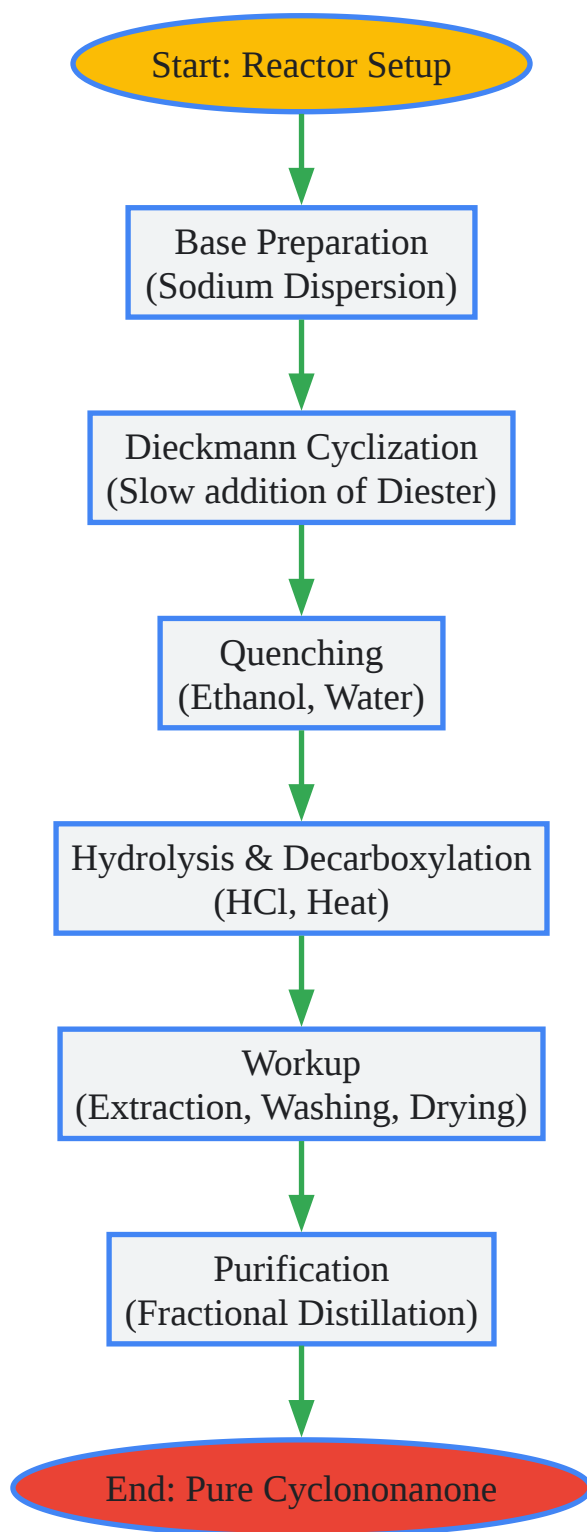 Start: Reactor Setup
Base Preparation
(Sodium Dispersion)
Dieckmann Cyclization
(Slow addition of Diester)
Quenching
(Ethanol, Water)
Hydrolysis & Decarboxylation
(HCl, Heat)
Workup
(Extraction, Washing, Drying)
Purification
(Fractional Distillation)
End: Pure Cyclononanone